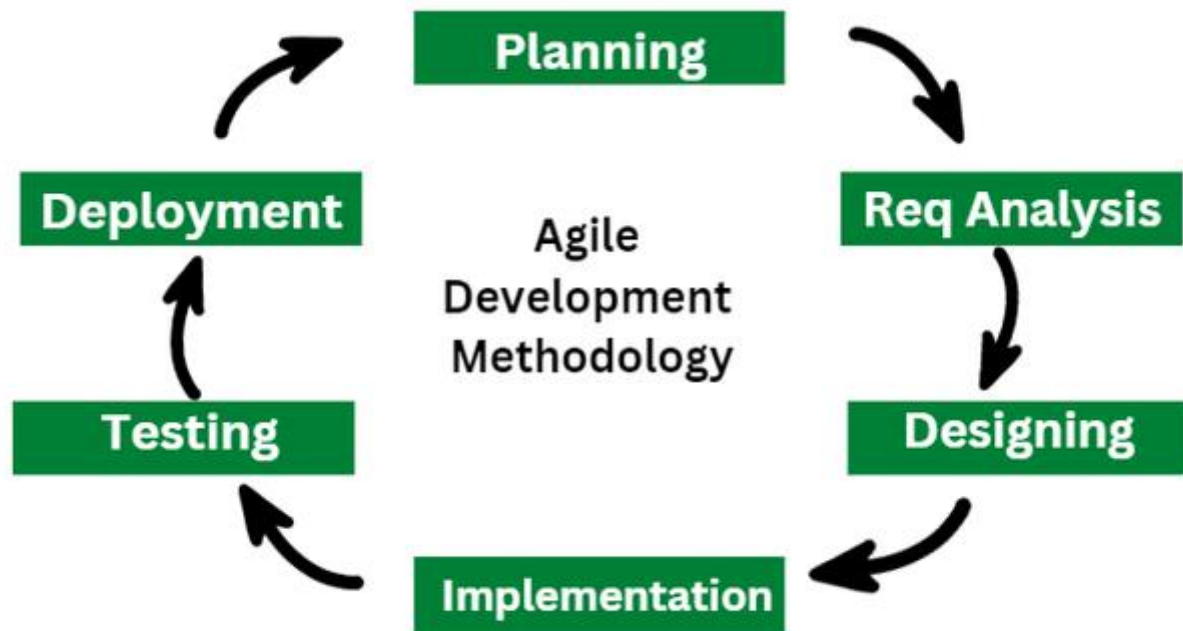 Planning
Req Analysis
Designing
Implementation
Testing
Deployment
Agile
Development
Methodology